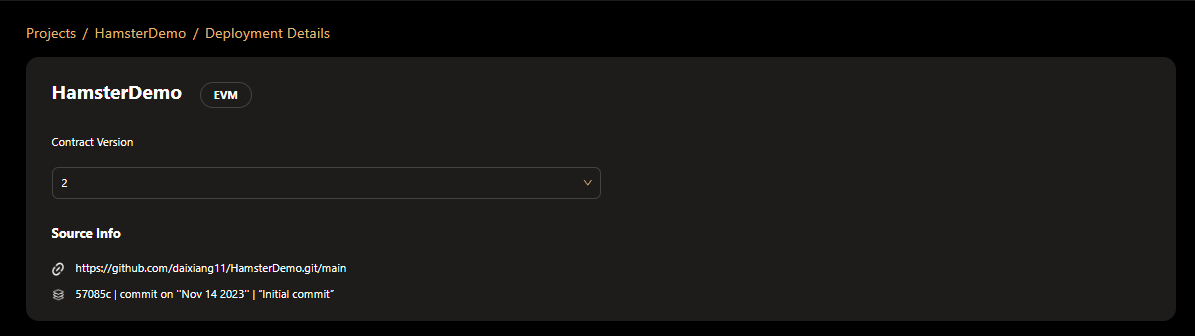 Projects / HamsterDemo / Deployment Details
HamsterDemo EVM
Contract Version
2
Source Info
https://github.com/daixiang11/HamsterDemo.git/main
57085c | commit on "Nov 14 2023" | "Initial commit"